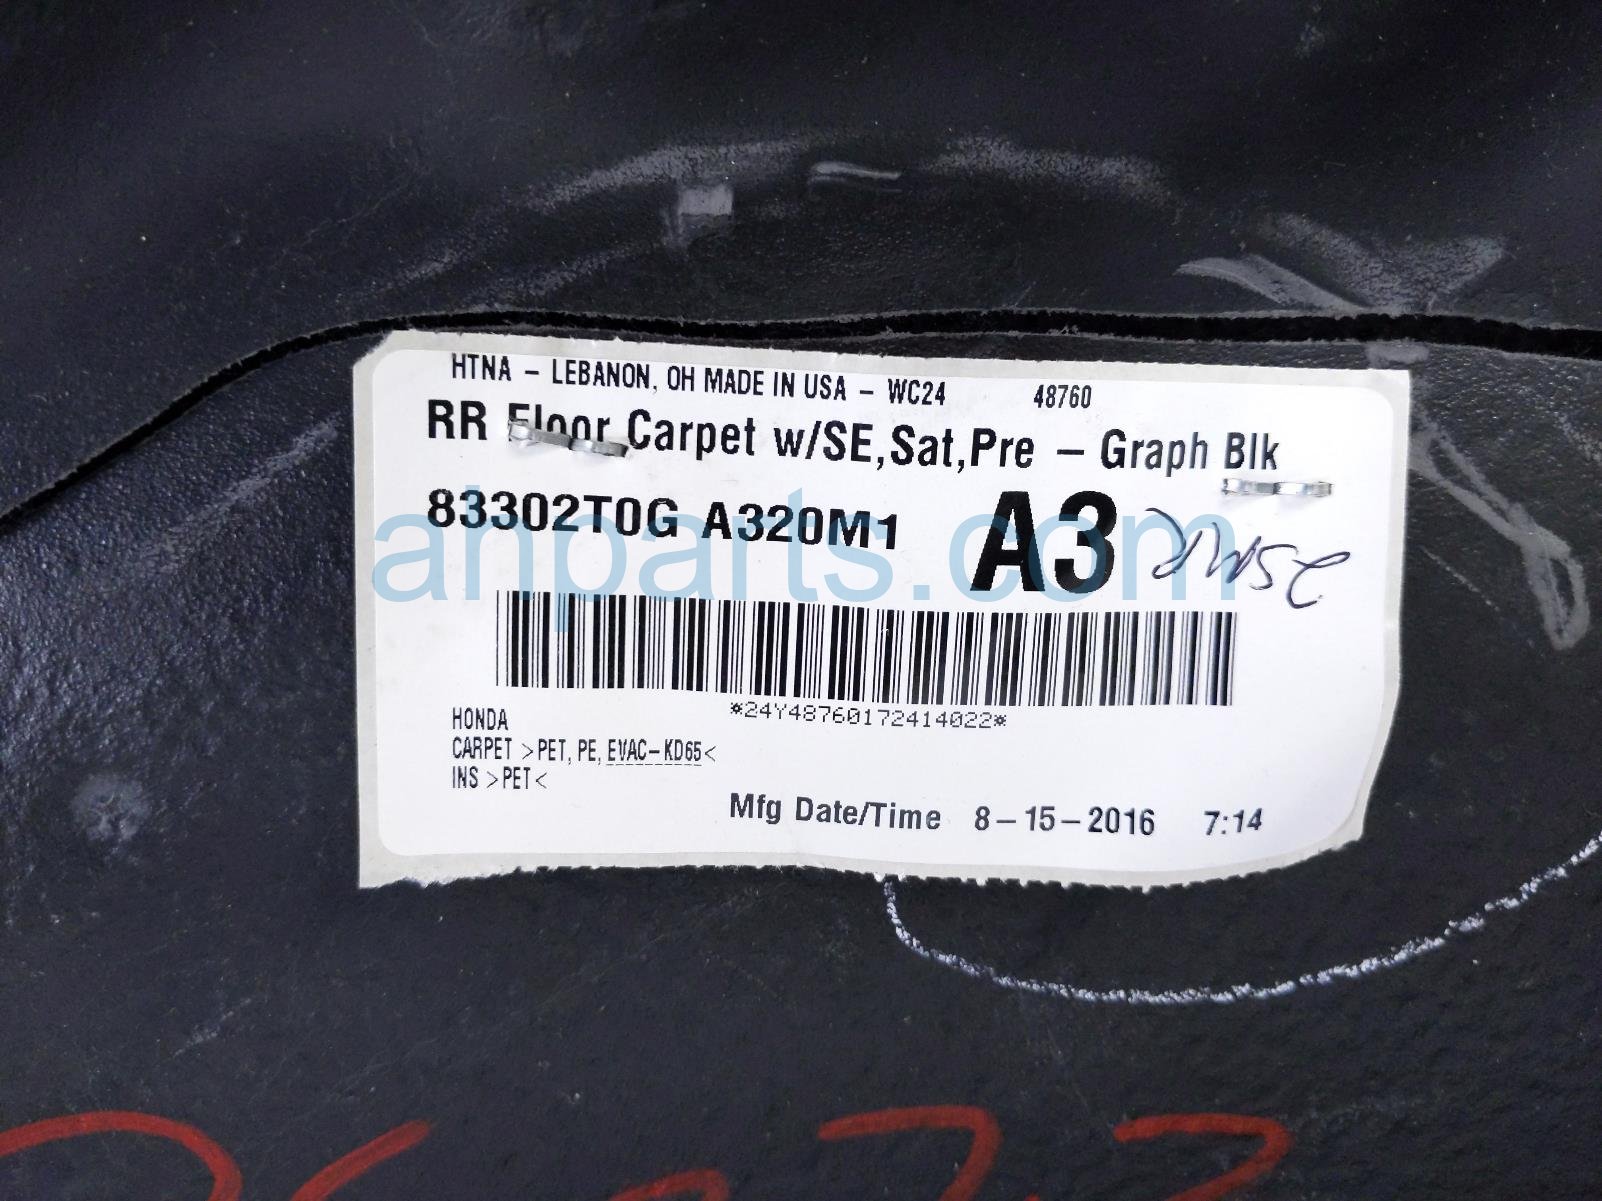 HTNA - LEBANON, OH MADE IN USA - WC24 48760
RR Floor Carpet w/SE,Sat,Pre - Graph Blk
83302T0G A320M1 A3
*24Y48760172414022*
HONDA
CARPET >PET, PE, EVAC-KD65<
INS >PET<
Mfg Date/Time 8-15-2016 7:14
ahparts.com